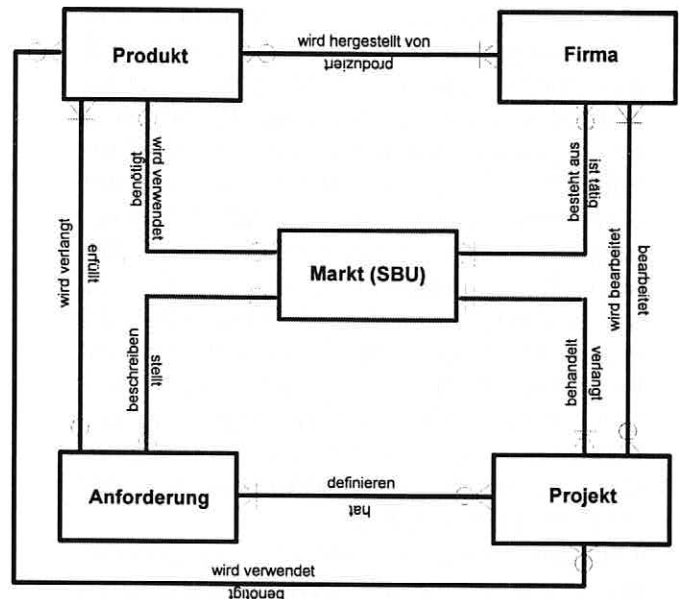 Produkt
wird hergestellt von
produziert
Firma
benötigt
wird verwendet
besteht aus
ist tätig
wird verlangt
erfüllt
Markt (SBU)
wird bearbeitet
bearbeitet
beschreiben
stellt
behandelt
verlangt
Anforderung
definieren
hat
Projekt
wird verwendet
benötigt